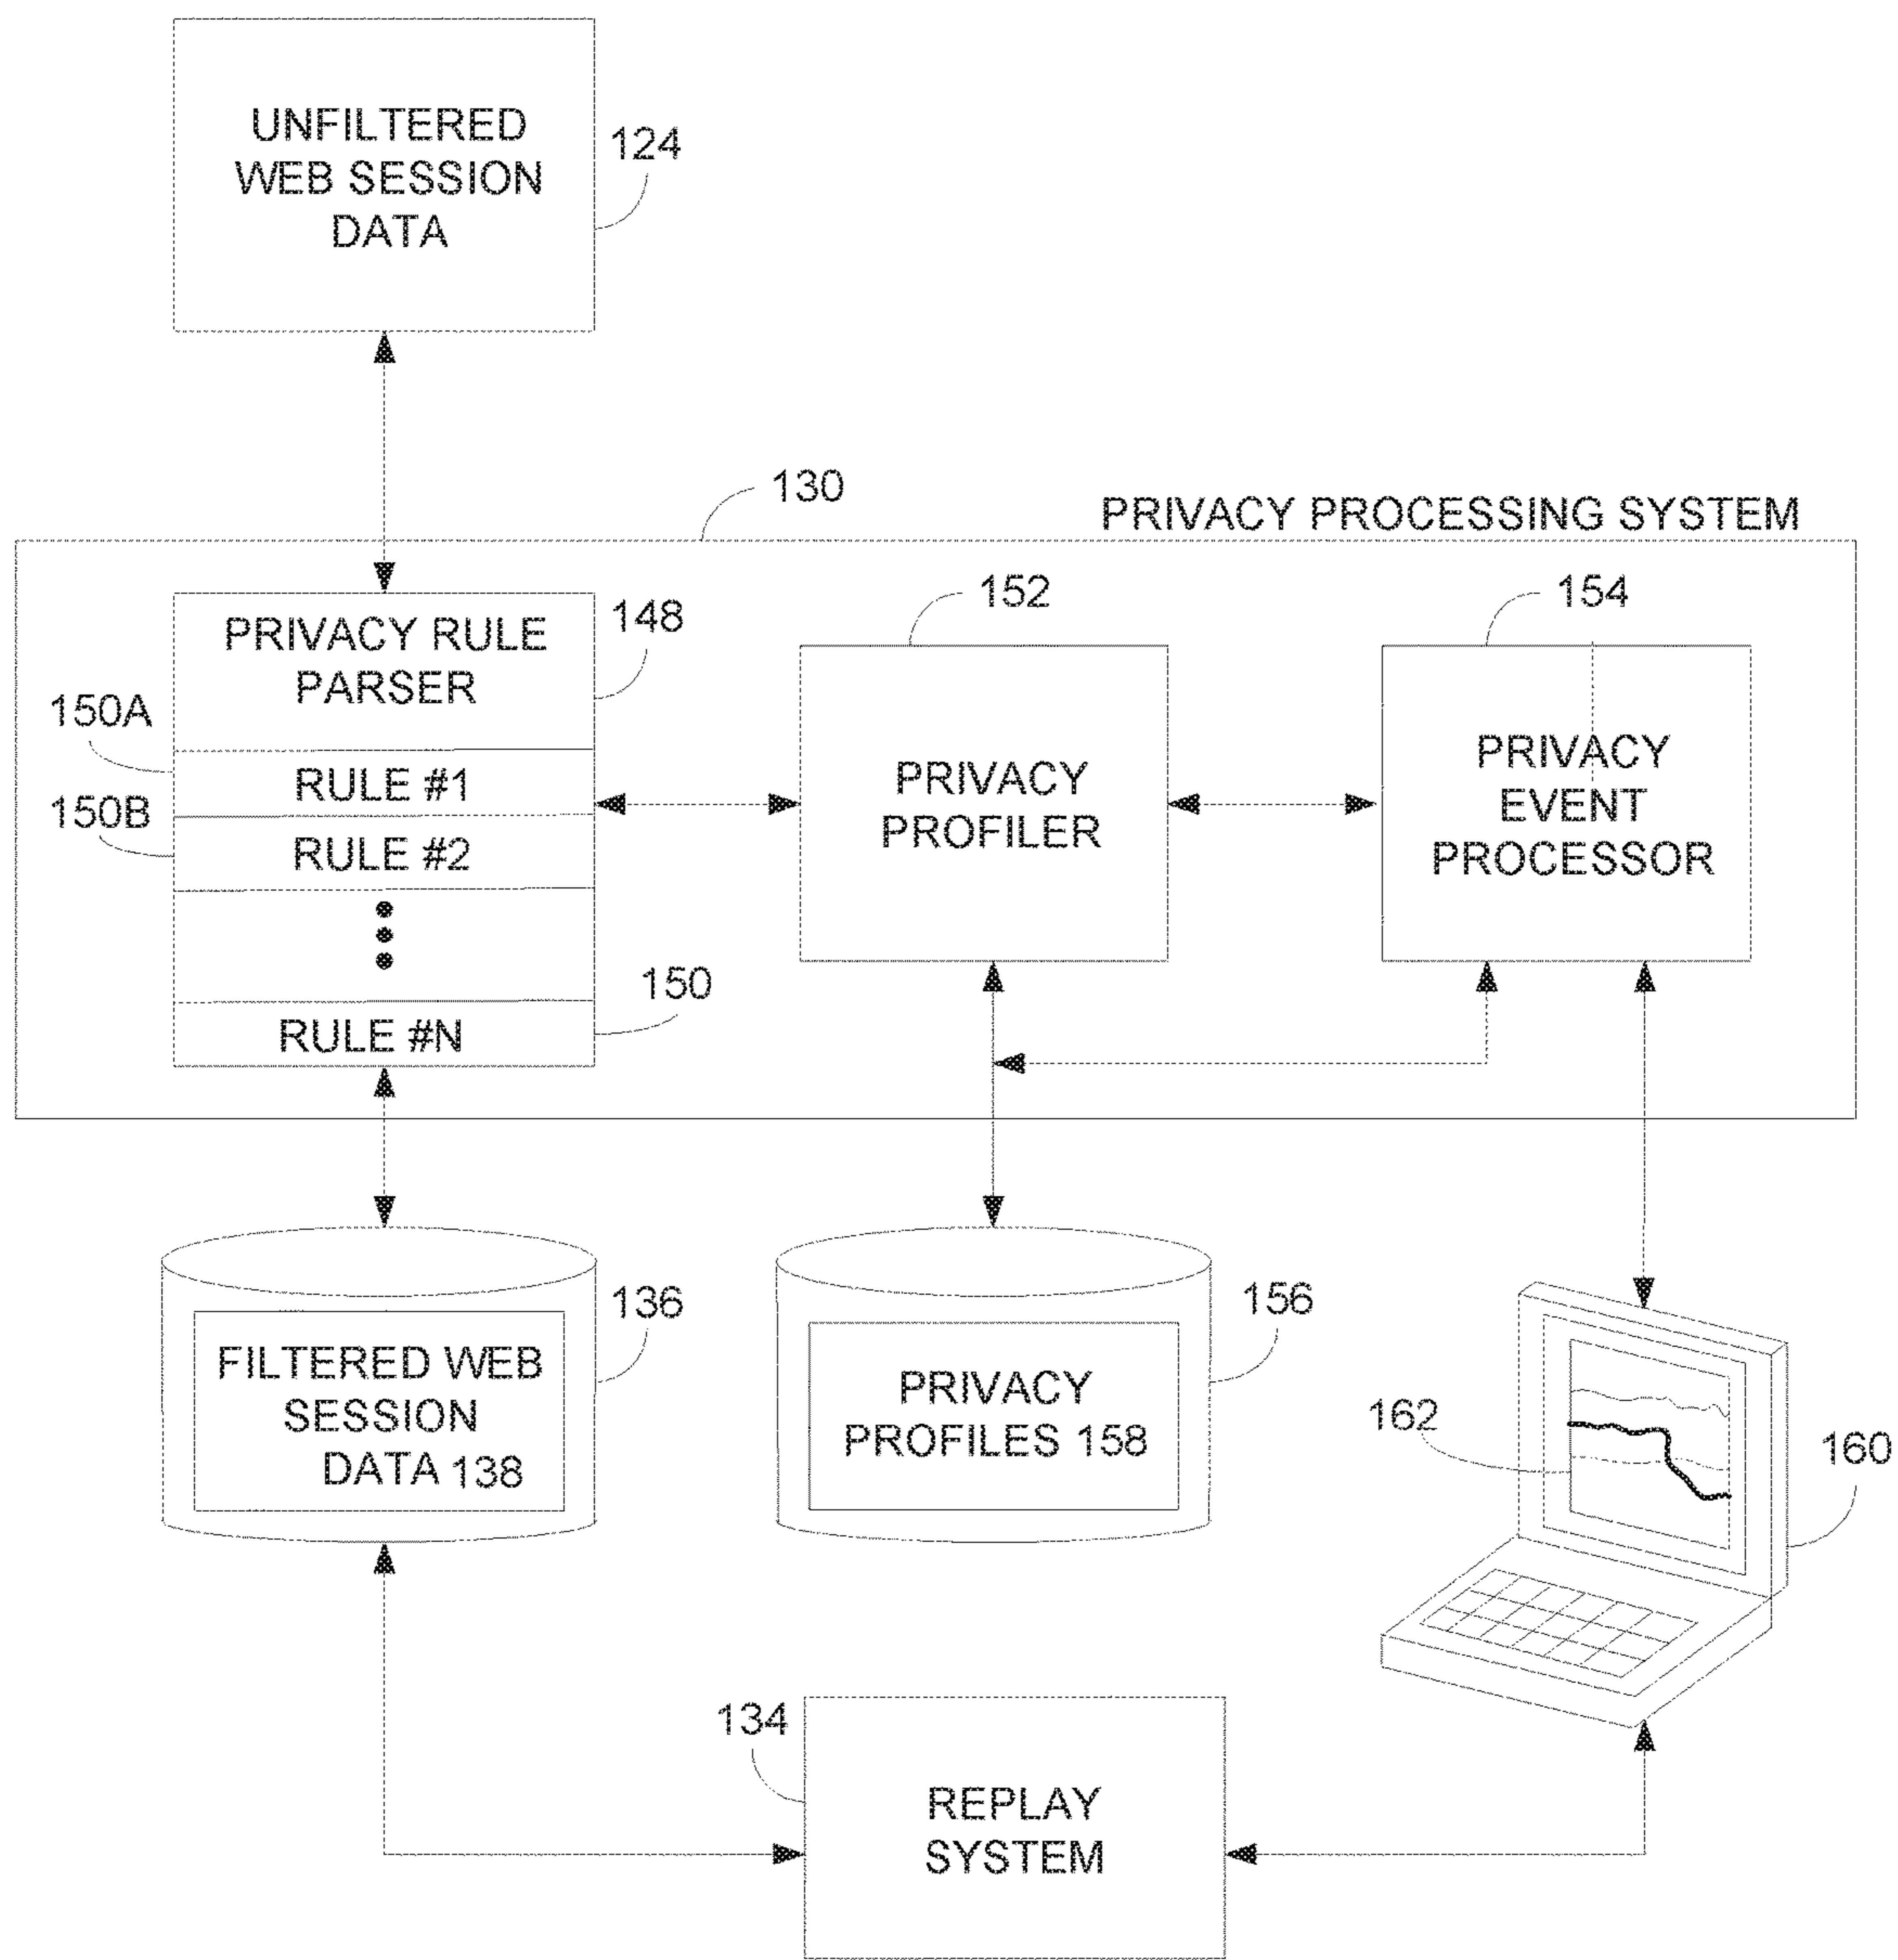 UNFILTERED
WEB SESSION
DATA
124
130
PRIVACY PROCESSING SYSTEM
PRIVACY RULE
PARSER
148
150A
RULE #1
150B
RULE #2
150
RULE #N
152
PRIVACY
PROFILER
154
PRIVACY
EVENT
PROCESSOR
136
FILTERED WEB
SESSION
DATA 138
156
PRIVACY
PROFILES 158
162
160
134
REPLAY
SYSTEM